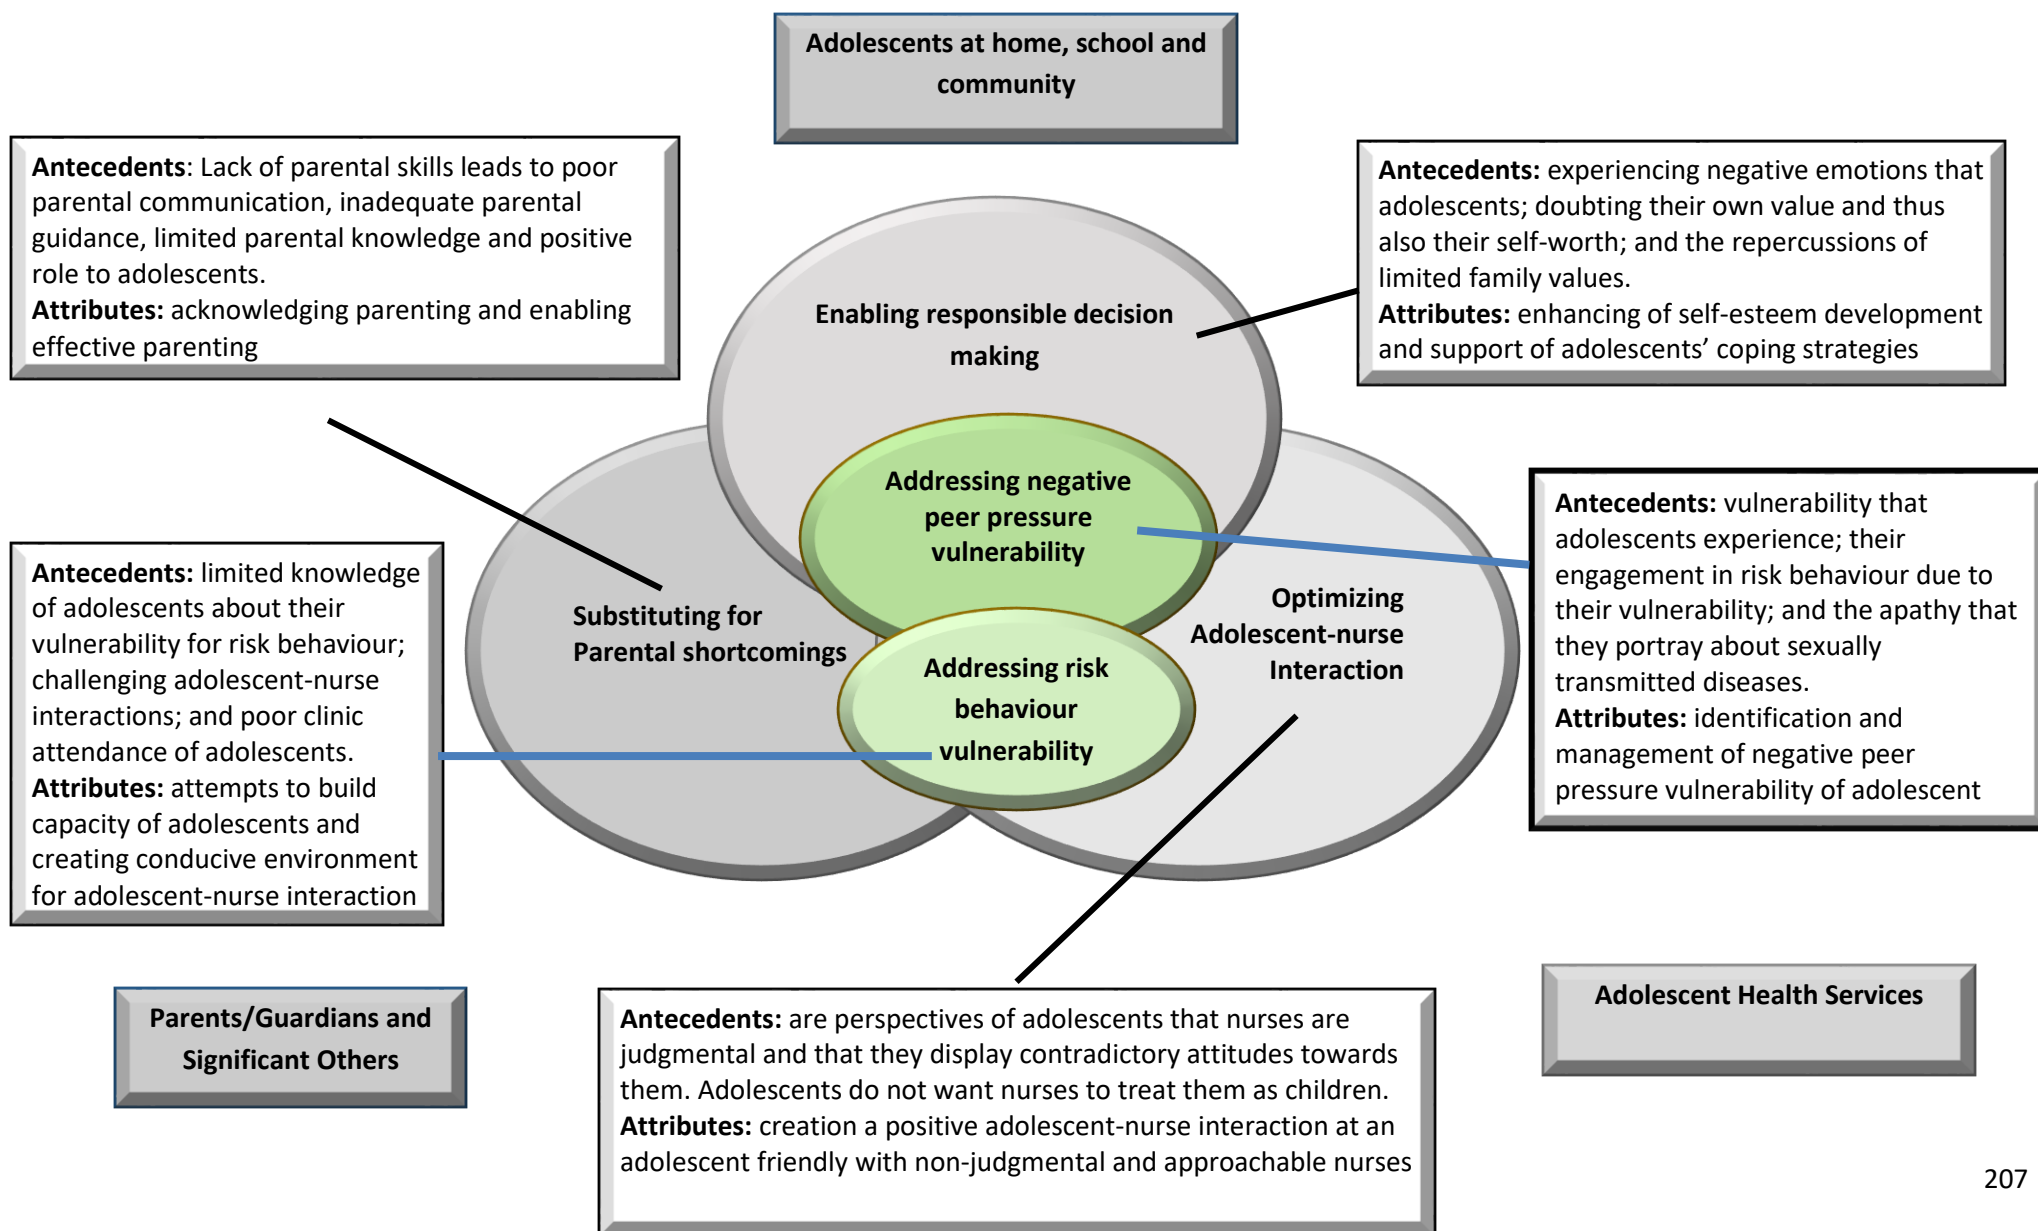 Adolescents at home, school and
community
Antecedents: Lack of parental skills leads to poor
parental communication, inadequate parental
guidance, limited parental knowledge and positive
role to adolescents.
Attributes: acknowledging parenting and enabling
effective parenting
Antecedents: experiencing negative emotions that
adolescents; doubting their own value and thus
also their self-worth; and the repercussions of
limited family values.
Attributes: enhancing of self-esteem development
and support of adolescents’ coping strategies
Enabling responsible decision
making
Addressing negative
peer pressure
vulnerability
Antecedents: limited knowledge
of adolescents about their
vulnerability for risk behaviour;
challenging adolescent-nurse
interactions; and poor clinic
attendance of adolescents.
Attributes: attempts to build
capacity of adolescents and
creating conducive environment
for adolescent-nurse interaction
Substituting for
Parental shortcomings
Addressing risk
behaviour
vulnerability
Optimizing
Adolescent-nurse
Interaction
Antecedents: vulnerability that
adolescents experience; their
engagement in risk behaviour due to
their vulnerability; and the apathy that
they portray about sexually
transmitted diseases.
Attributes: identification and
management of negative peer
pressure vulnerability of adolescent
Parents/Guardians and
Significant Others
Antecedents: are perspectives of adolescents that nurses are
judgmental and that they display contradictory attitudes towards
them. Adolescents do not want nurses to treat them as children.
Attributes: creation a positive adolescent-nurse interaction at an
adolescent friendly with non-judgmental and approachable nurses
Adolescent Health Services
207